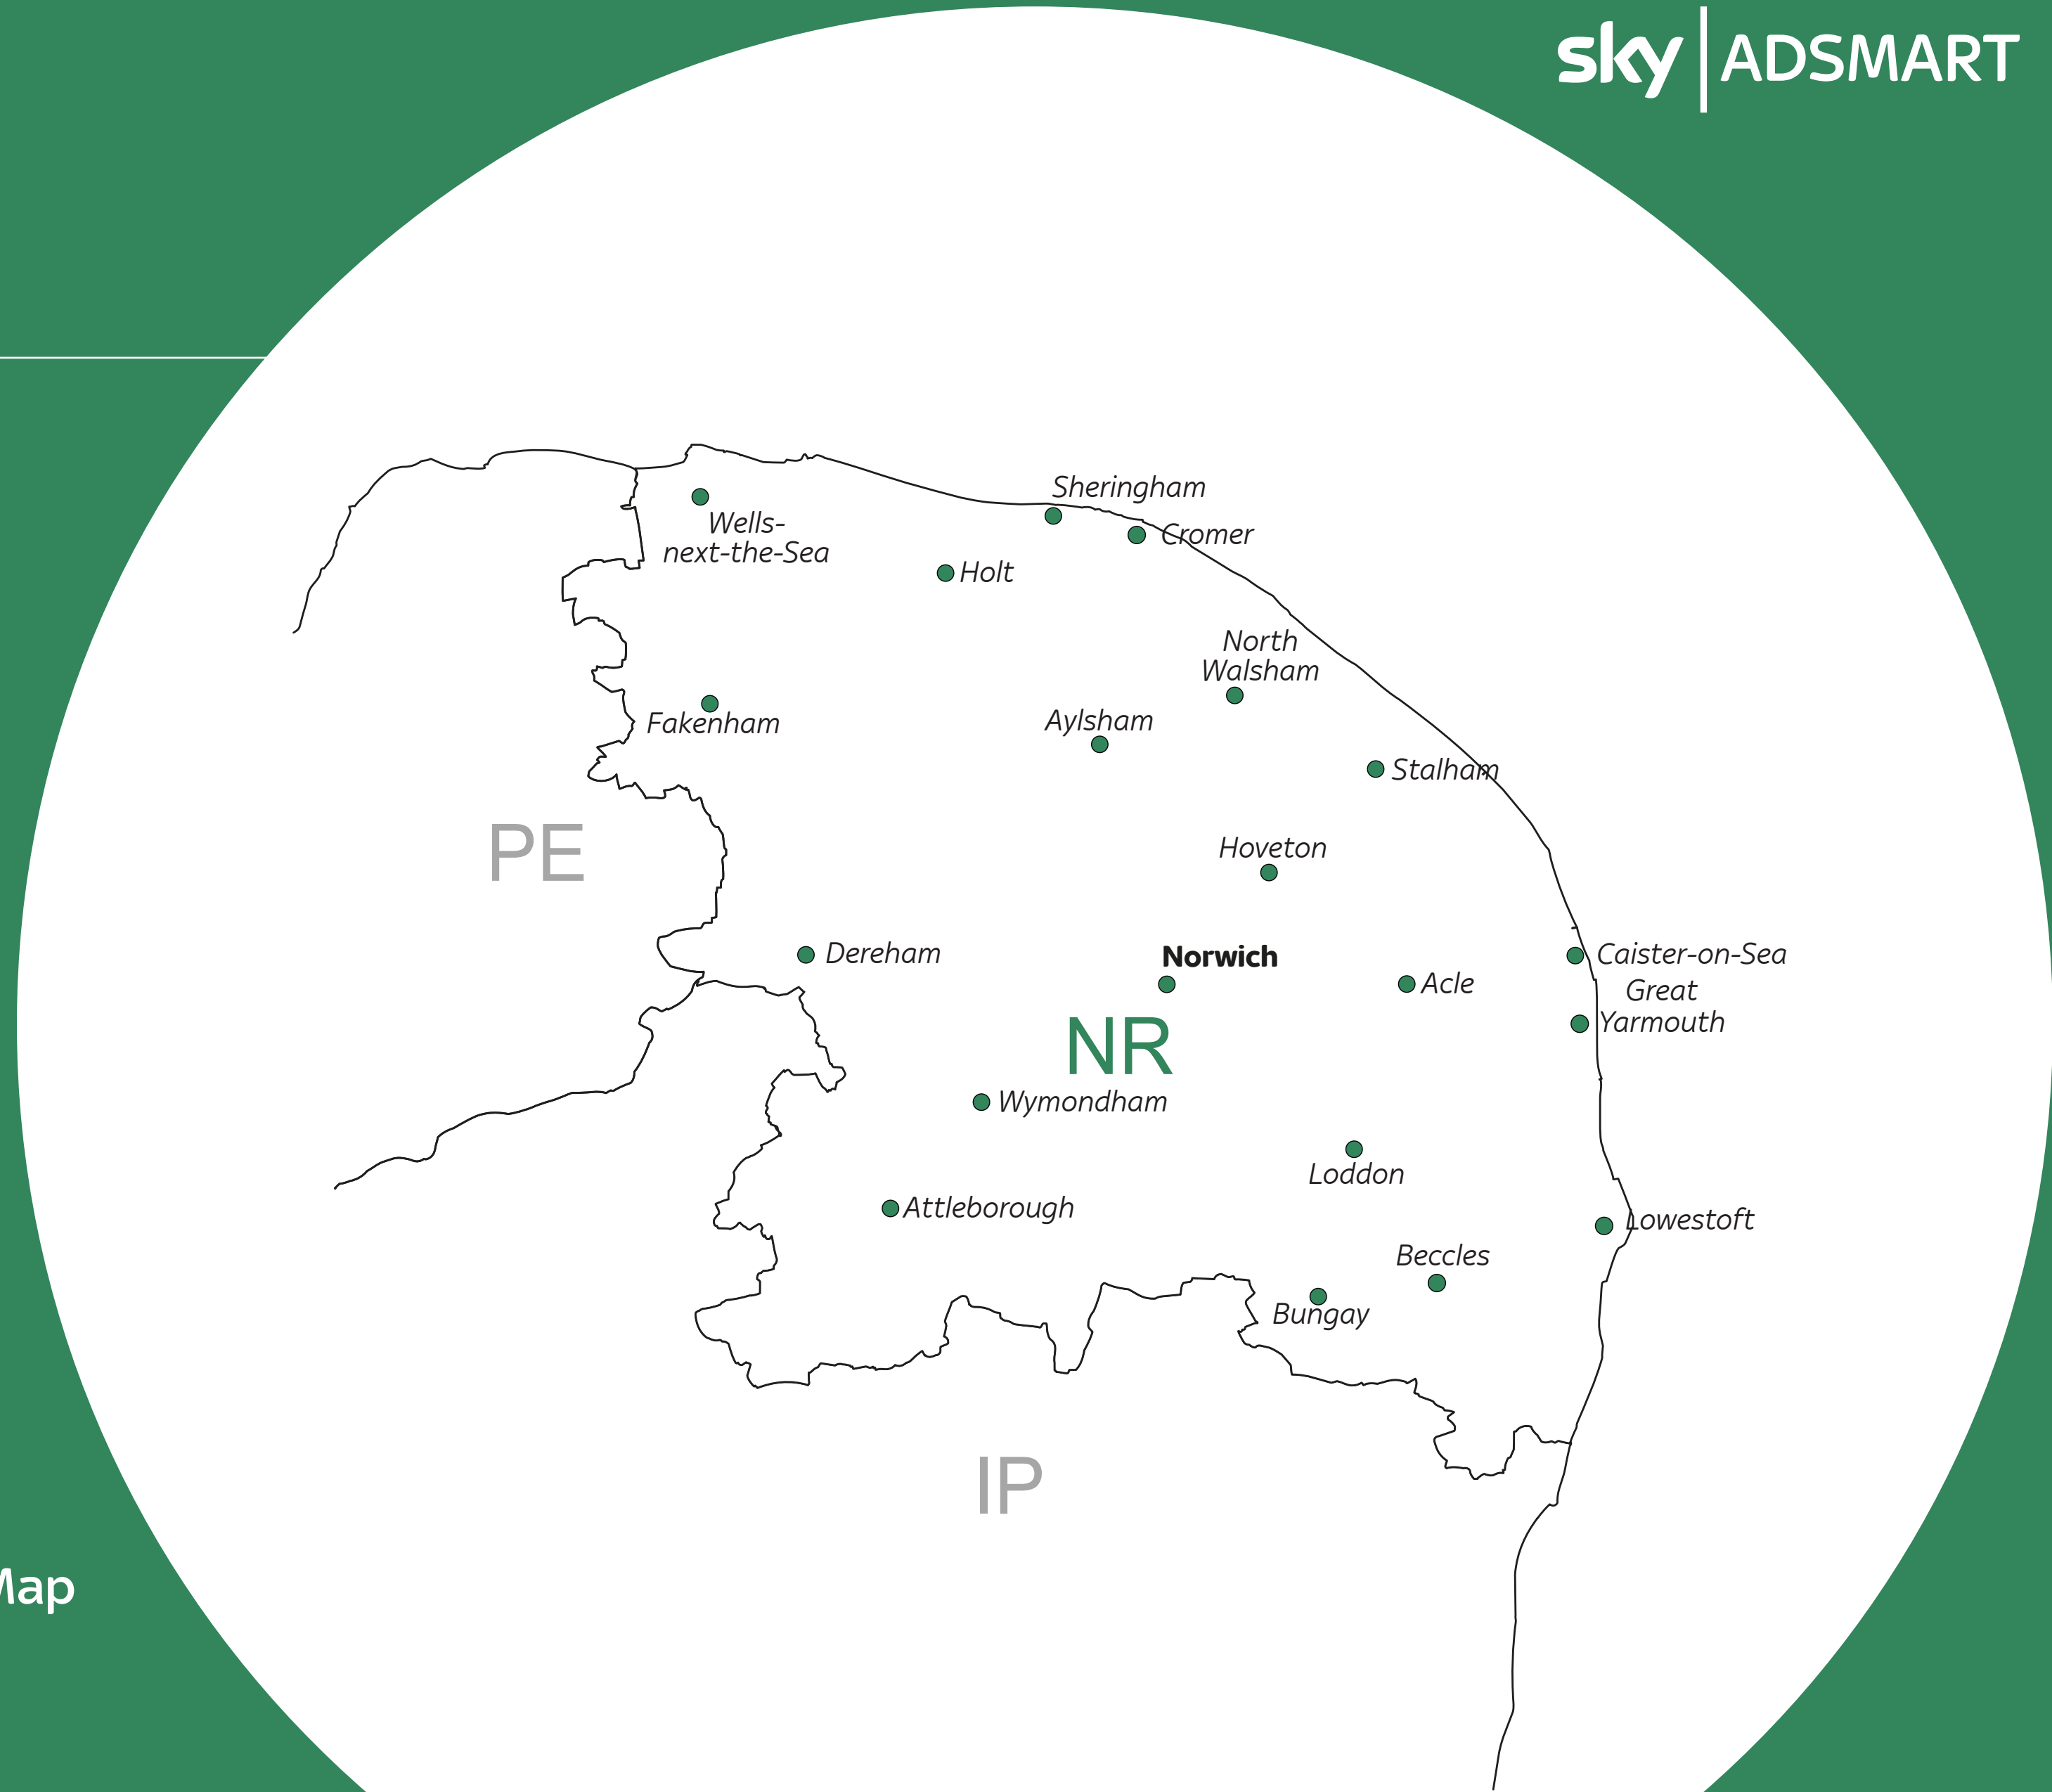 sky ADSMART
Sheringham
Wells-
next-the-Sea
Cromer
Holt
North
Walsham
Fakenham
Aylsham
Stalham
PE
Hoveton
Dereham
Norwich
Caister-on-Sea
Acle
Great
Yarmouth
NR
Wymondham
Loddon
Attleborough
Lowestoft
Beccles
Bungay
IP
Map